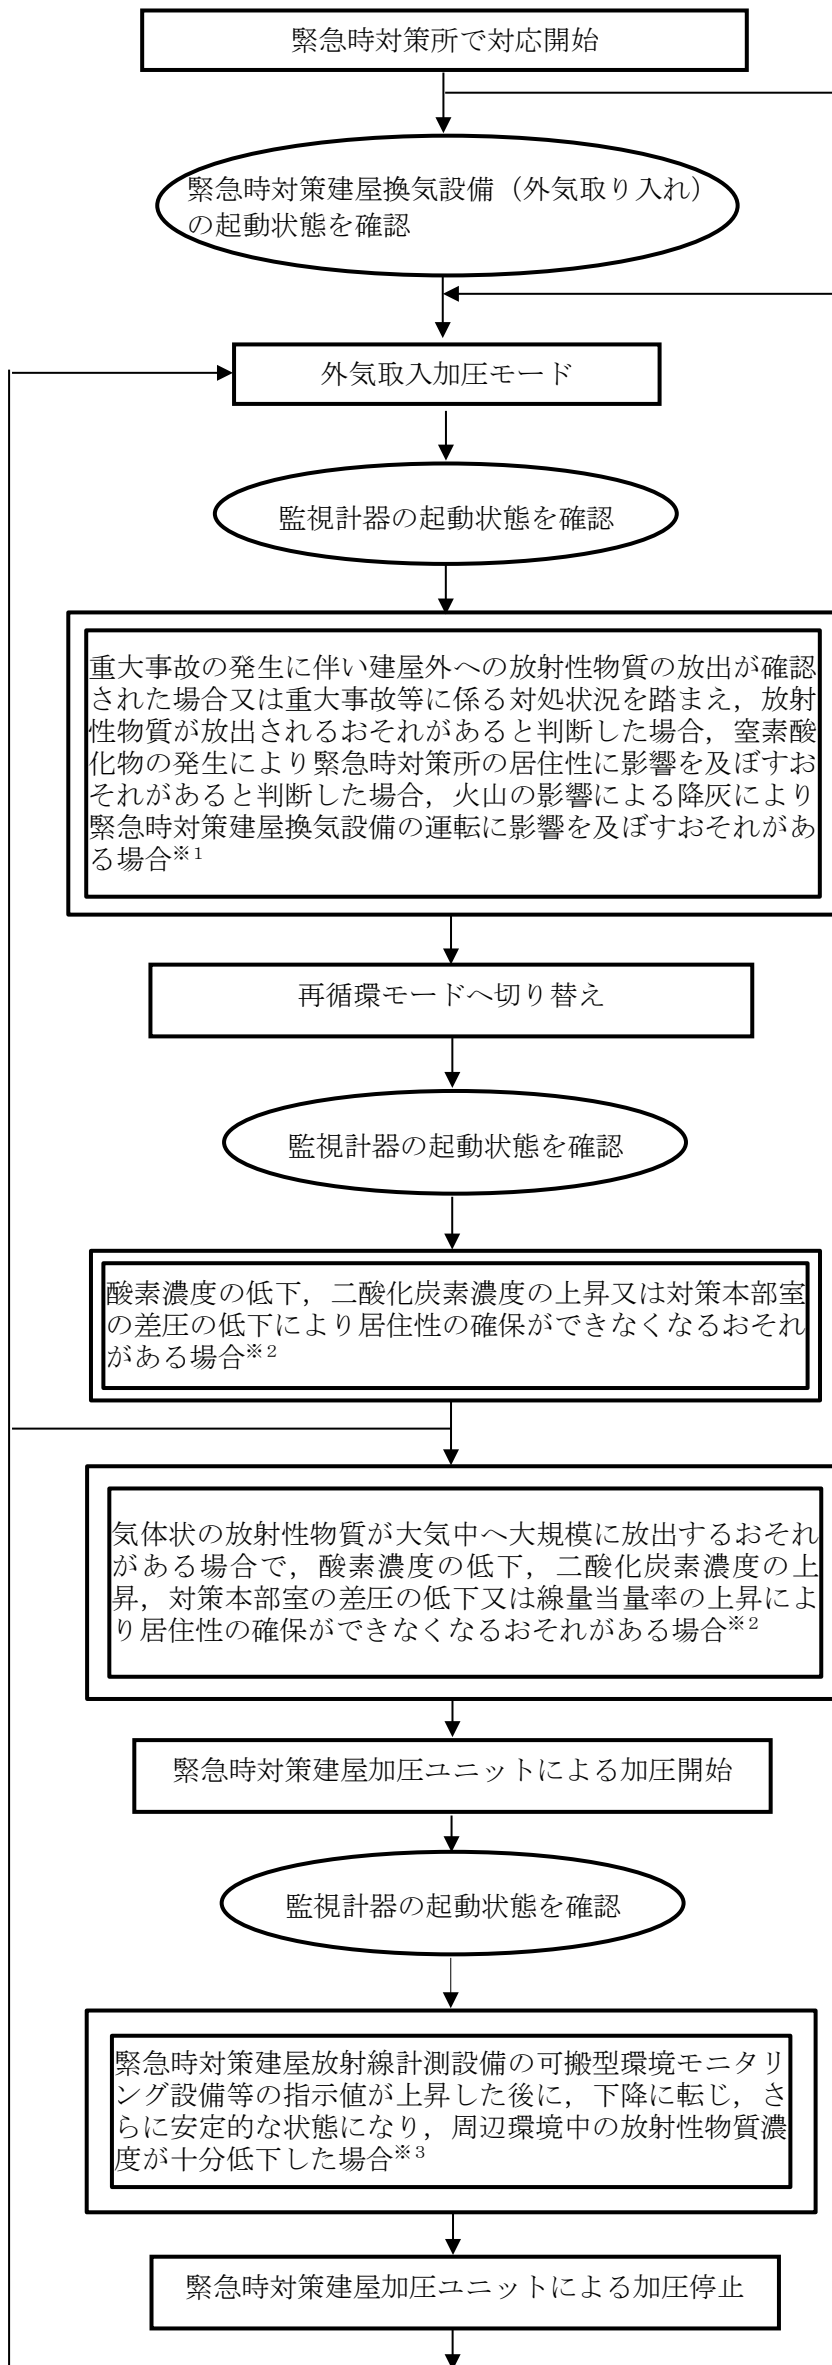 緊急時対策所で対応開始
緊急時対策建屋換気設備（外気取り入れ）
の起動状態を確認
外気取入加圧モード
監視計器の起動状態を確認
重大事故の発生に伴い建屋外への放射性物質の放出が確認
された場合又は重大事故等に係る対処状況を踏まえ，放射
性物質が放出されるおそれがあると判断した場合，窒素酸
化物の発生により緊急時対策所の居住性に影響を及ぼすお
それがあると判断した場合，火山の影響による降灰により
緊急時対策建屋換気設備の運転に影響を及ぼすおそれがあ
る場合※1
再循環モードへ切り替え
監視計器の起動状態を確認
酸素濃度の低下，二酸化炭素濃度の上昇又は対策本部室
の差圧の低下により居住性の確保ができなくなるおそれ
がある場合※2
気体状の放射性物質が大気中へ大規模に放出するおそれ
がある場合で，酸素濃度の低下，二酸化炭素濃度の上
昇，対策本部室の差圧の低下又は線量当量率の上昇によ
り居住性の確保ができなくなるおそれがある場合※2
緊急時対策建屋加圧ユニットによる加圧開始
監視計器の起動状態を確認
緊急時対策建屋放射線計測設備の可搬型環境モニタリ
ング設備等の指示値が上昇した後に，下降に転じ，さ
らに安定的な状態になり，周辺環境中の放射性物質濃
度が十分低下した場合※3
緊急時対策建屋加圧ユニットによる加圧停止